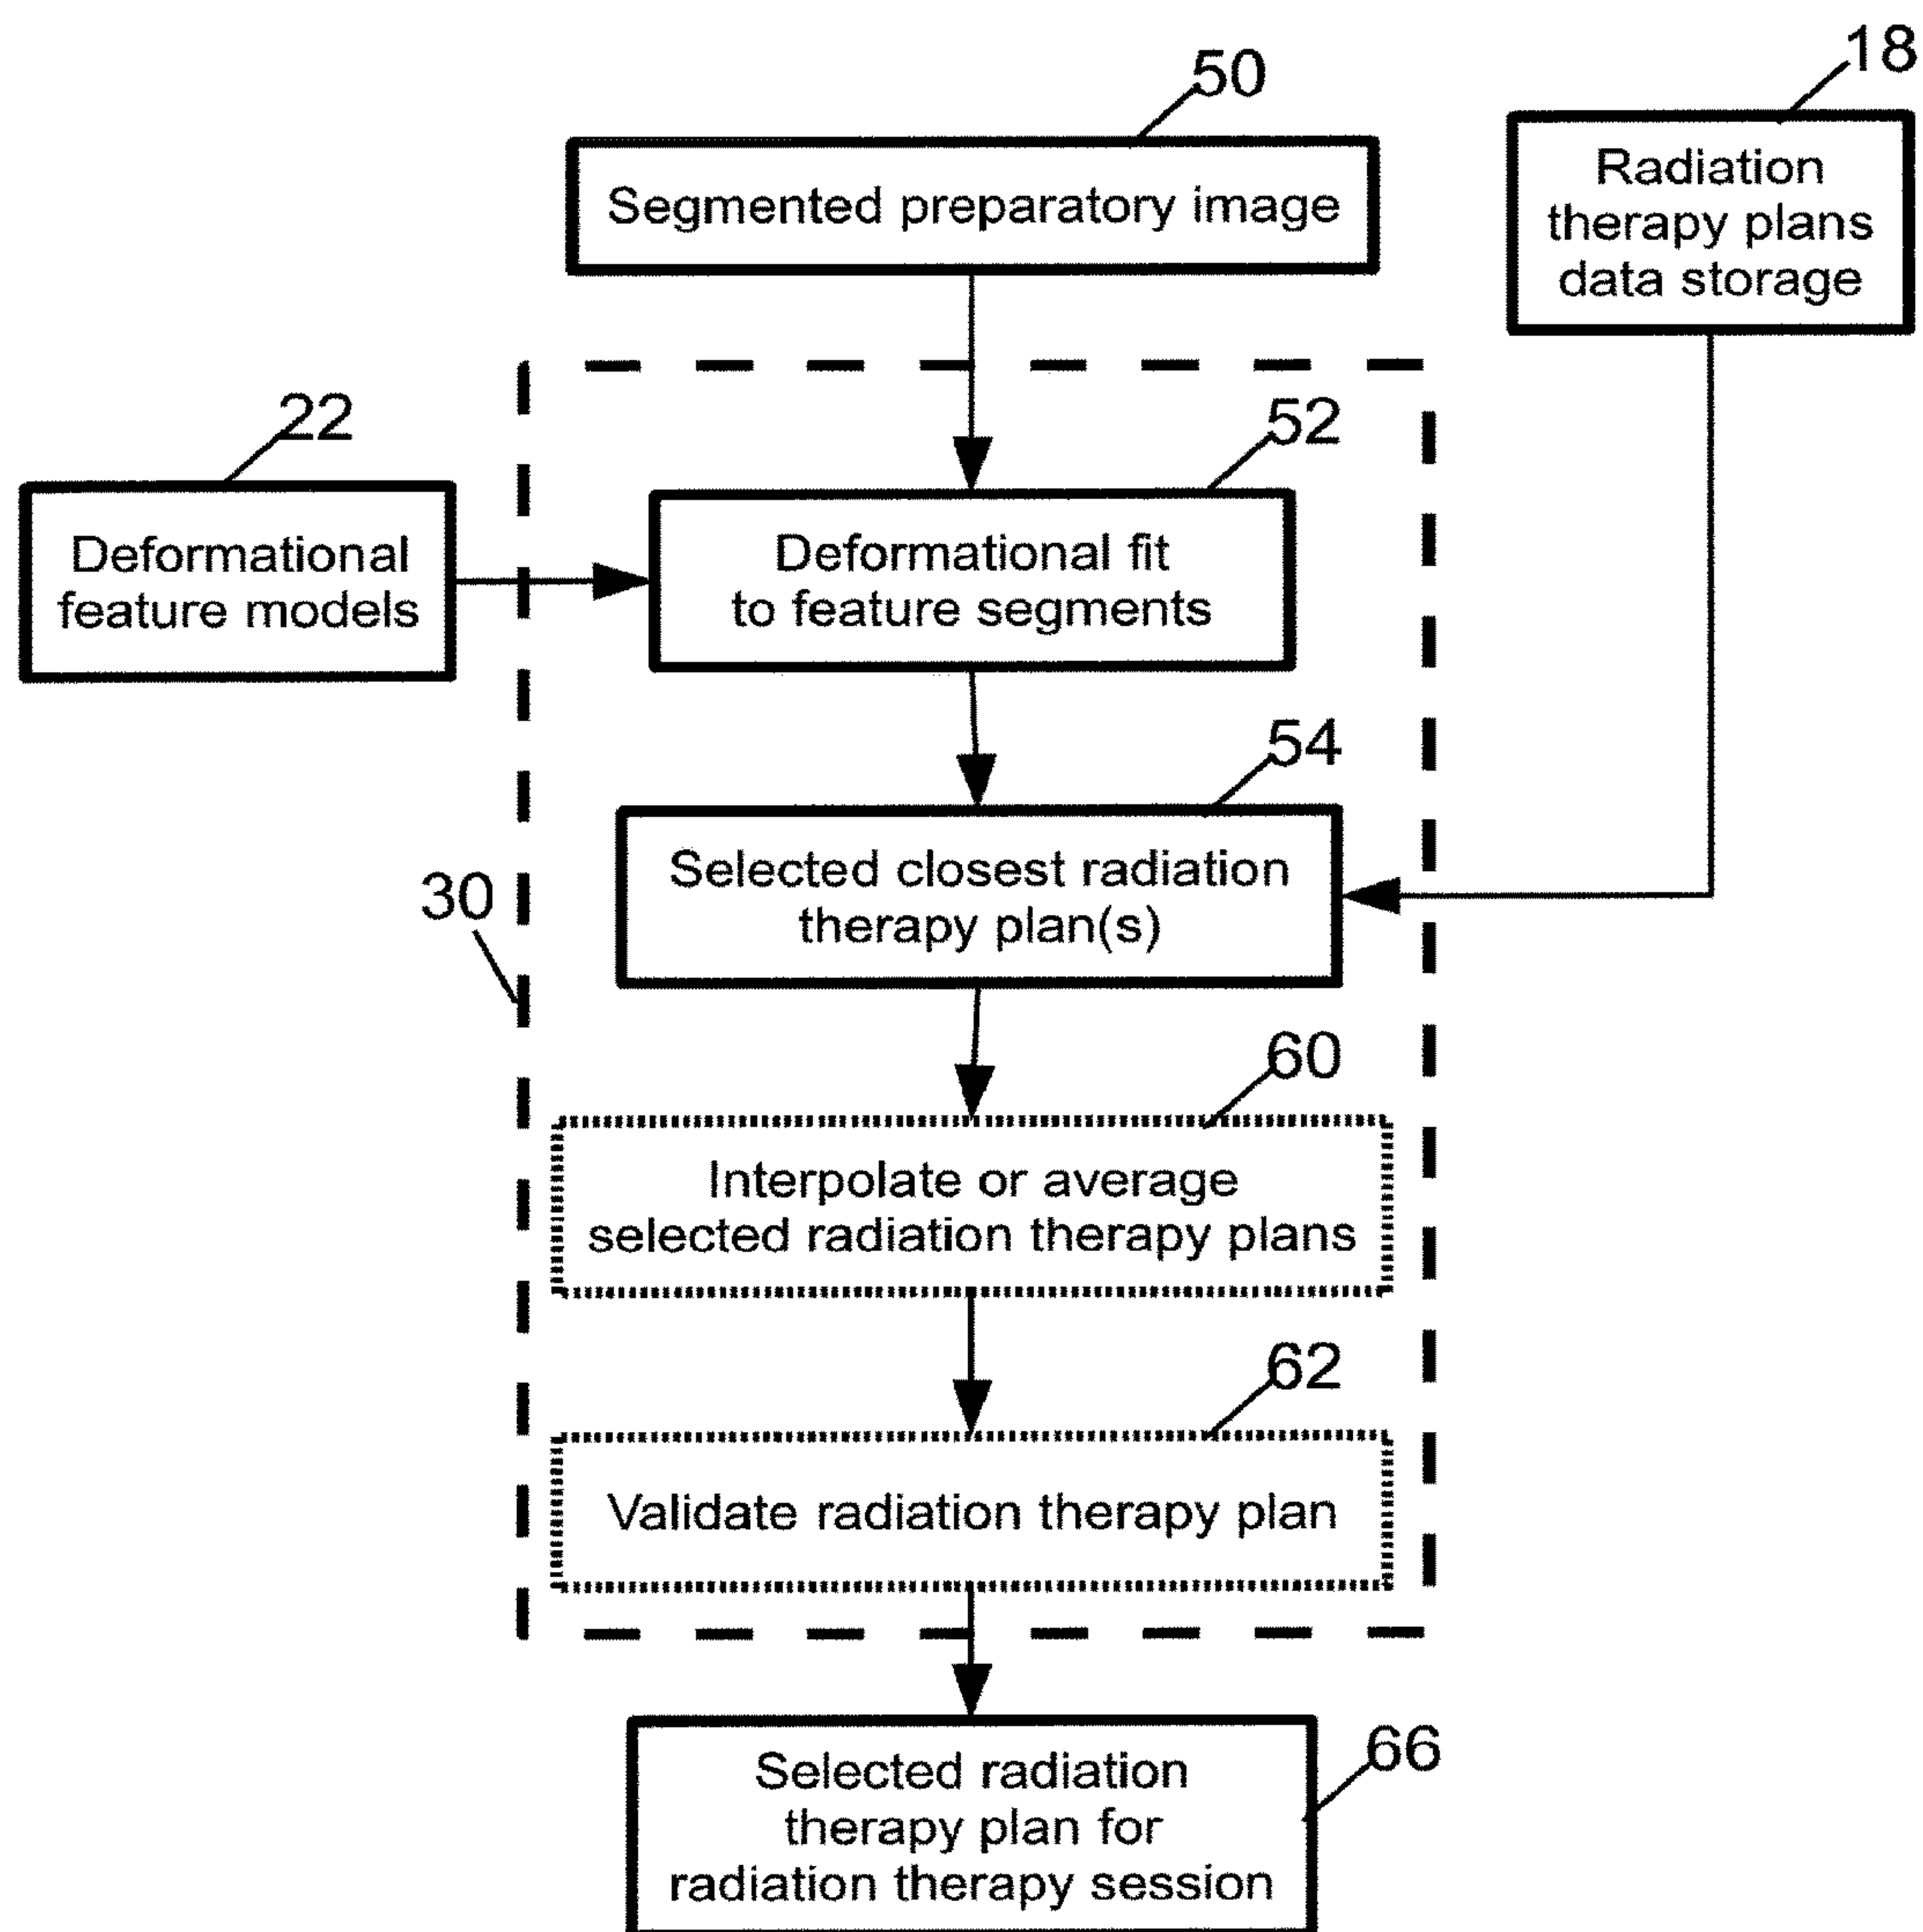 18
50
Radiation
therapy plans
data storage
Segmented preparatory image
22
52
Deformational
feature models
Deformational fit
to feature segments
54
Selected closest radiation
therapy plan(s)
30
60
Interpolate or average
selected radiation therapy plans
62
Validate radiation therapy plan
66
Selected radiation
therapy plan for
radiation therapy session